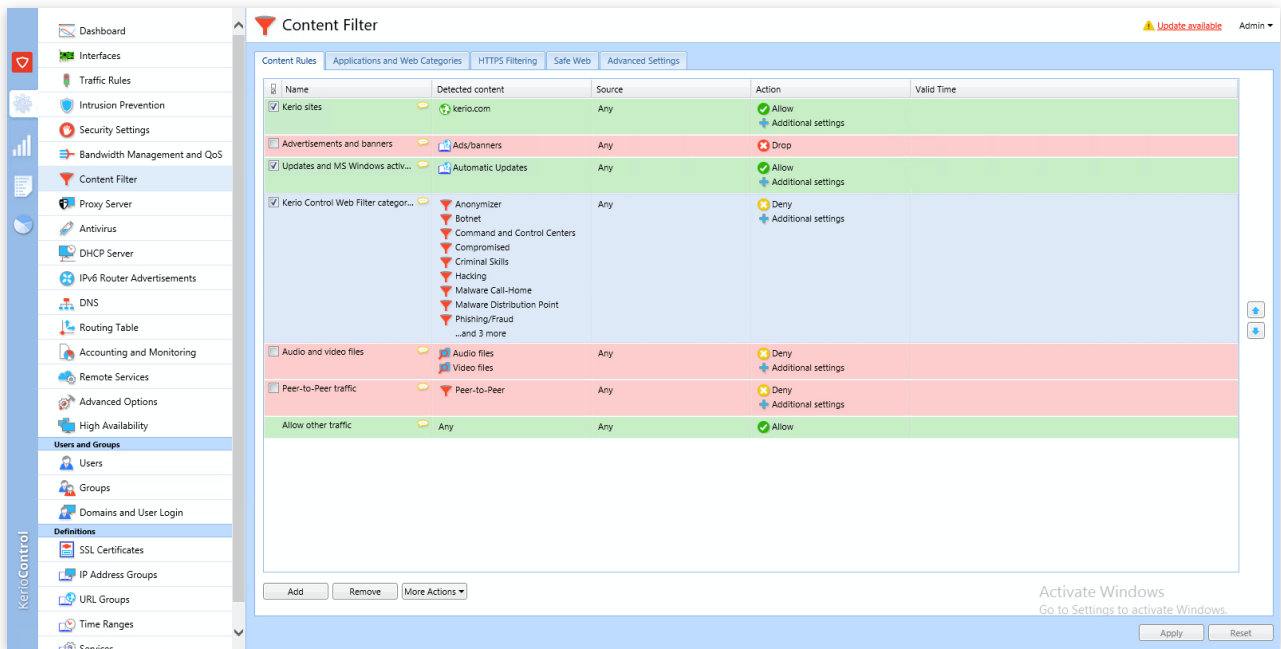 Dashboard
Interfaces
Traffic Rules
Intrusion Prevention
Security Settings
Bandwidth Management and QoS
Content Filter
Proxy Server
Antivirus
DHCP Server
IPv6 Router Advertisements
DNS
Routing Table
Accounting and Monitoring
Remote Services
Advanced Options
High Availability
Users and Groups
Users
Groups
Domains and User Login
Definitions
SSL Certificates
IP Address Groups
URL Groups
Time Ranges
Services
KerioControl
Content Filter
Update available
Admin
Content Rules Applications and Web Categories HTTPS Filtering Safe Web Advanced Settings
Name Detected content Source Action Valid Time
Kerio sites kerio.com Any Allow
Additional settings
Advertisements and banners Ads/banners Any Drop
Updates and MS Windows activ... Automatic Updates Any Allow
Additional settings
Kerio Control Web Filter categor... Anonymizer Any Deny
Botnet Additional settings
Command and Control Centers
Compromised
Criminal Skills
Hacking
Malware Call-Home
Malware Distribution Point
Phishing/Fraud
...and 3 more
Audio and video files Audio files Any Deny
Video files Additional settings
Peer-to-Peer traffic Peer-to-Peer Any Deny
Additional settings
Allow other traffic Any Any Allow
Add Remove More Actions
Activate Windows
Go to Settings to activate Windows.
Apply Reset